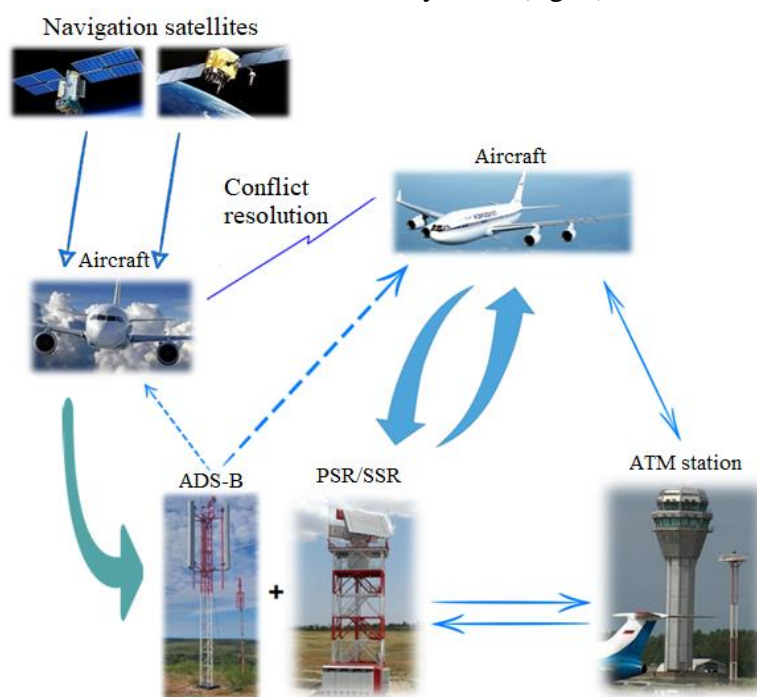 Navigation satellites
Aircraft
Conflict
resolution
Aircraft
ADS-B
PSR/SSR
ATM station
+